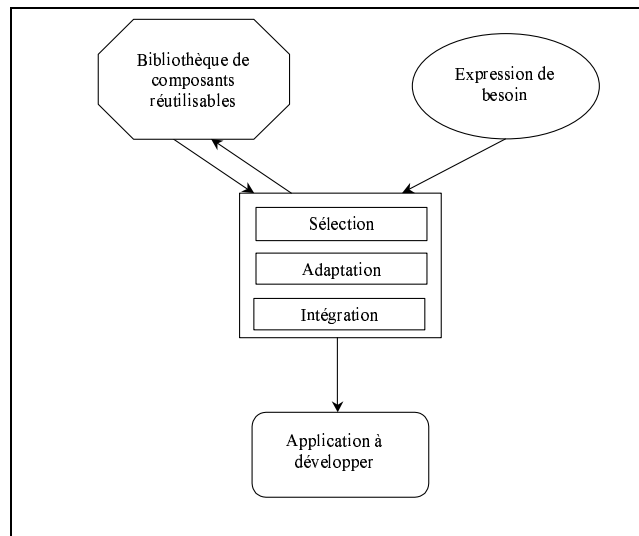 Bibliothèque de
composants
réutilisables
Expression de
besoin
Sélection
Adaptation
Intégration
Application à
développer